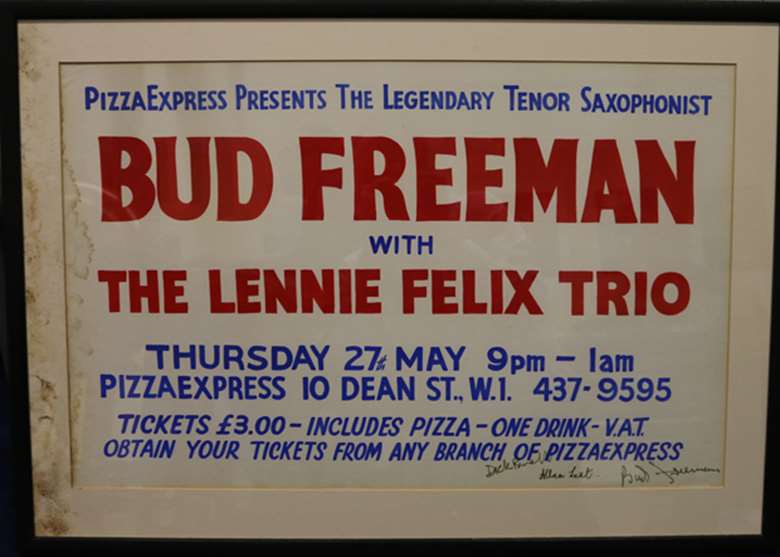 PIZZAEXPRESS PRESENTS THE LEGENDARY TENOR SAXOPHONIST
BUD FREEMAN
WITH
THE LENNIE FELIX TRIO
THURSDAY 27th MAY 9pm – 1am
PIZZAEXPRESS 10 DEAN ST., W.1. 437-9595
TICKETS £3.00 – INCLUDES PIZZA – ONE DRINK – V.A.T.
OBTAIN YOUR TICKETS FROM ANY BRANCH OF PIZZAEXPRESS
Bud Freeman